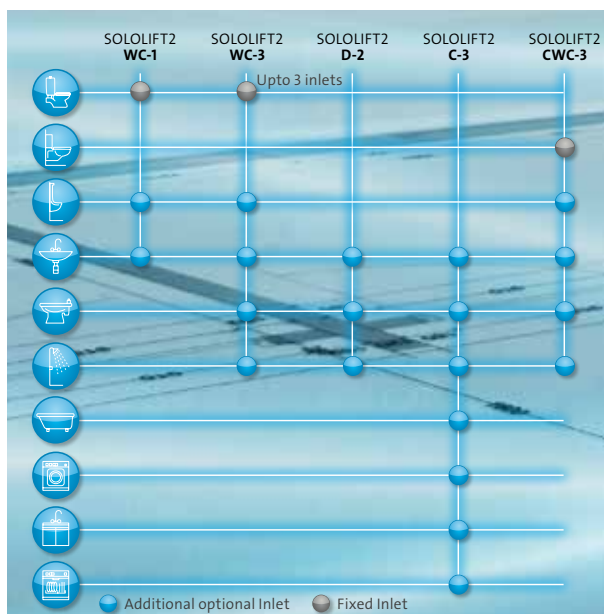 SOLOLIFT2 SOLOLIFT2 SOLOLIFT2 SOLOLIFT2 SOLOLIFT2
WC-1 WC-3 D-2 C-3 CWC-3
Upto 3 inlets
Additional optional Inlet Fixed Inlet